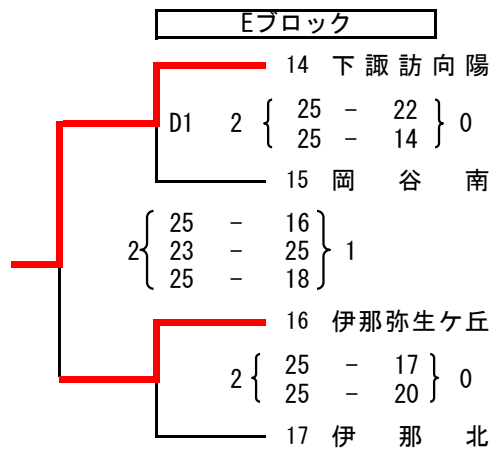 Eブロック
14 下諏訪向陽
D1 2 { 25 - 22 } 0
25 - 14
15 岡谷南
2 { 25 - 16 } 1
23 - 25
25 - 18
16 伊那弥生ケ丘
2 { 25 - 17 } 0
25 - 20
17 伊那北